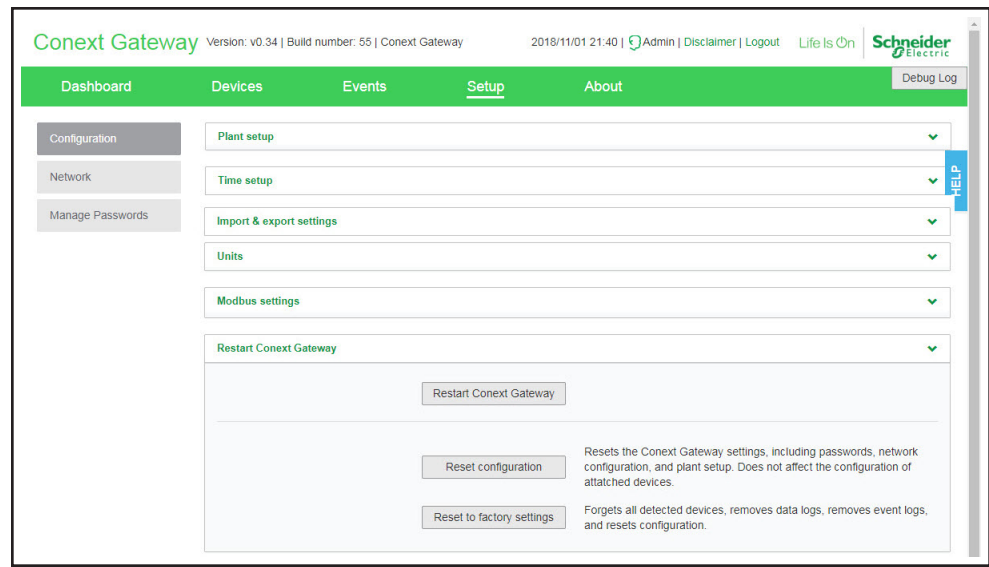 Conext Gateway Version: v0.34 | Build number: 55 | Conext Gateway 2018/11/01 21:40 | Admin | Disclaimer | Logout Life Is On Schneider Electric
Debug Log
Dashboard Devices Events Setup About
Configuration
Network
Manage Passwords
Plant setup
Time setup
HELP
Import & export settings
Units
Modbus settings
Restart Conext Gateway
Restart Conext Gateway
Reset configuration
Resets the Conext Gateway settings, including passwords, network
configuration, and plant setup. Does not affect the configuration of
attatched devices.
Reset to factory settings
Forgets all detected devices, removes data logs, removes event logs,
and resets configuration.